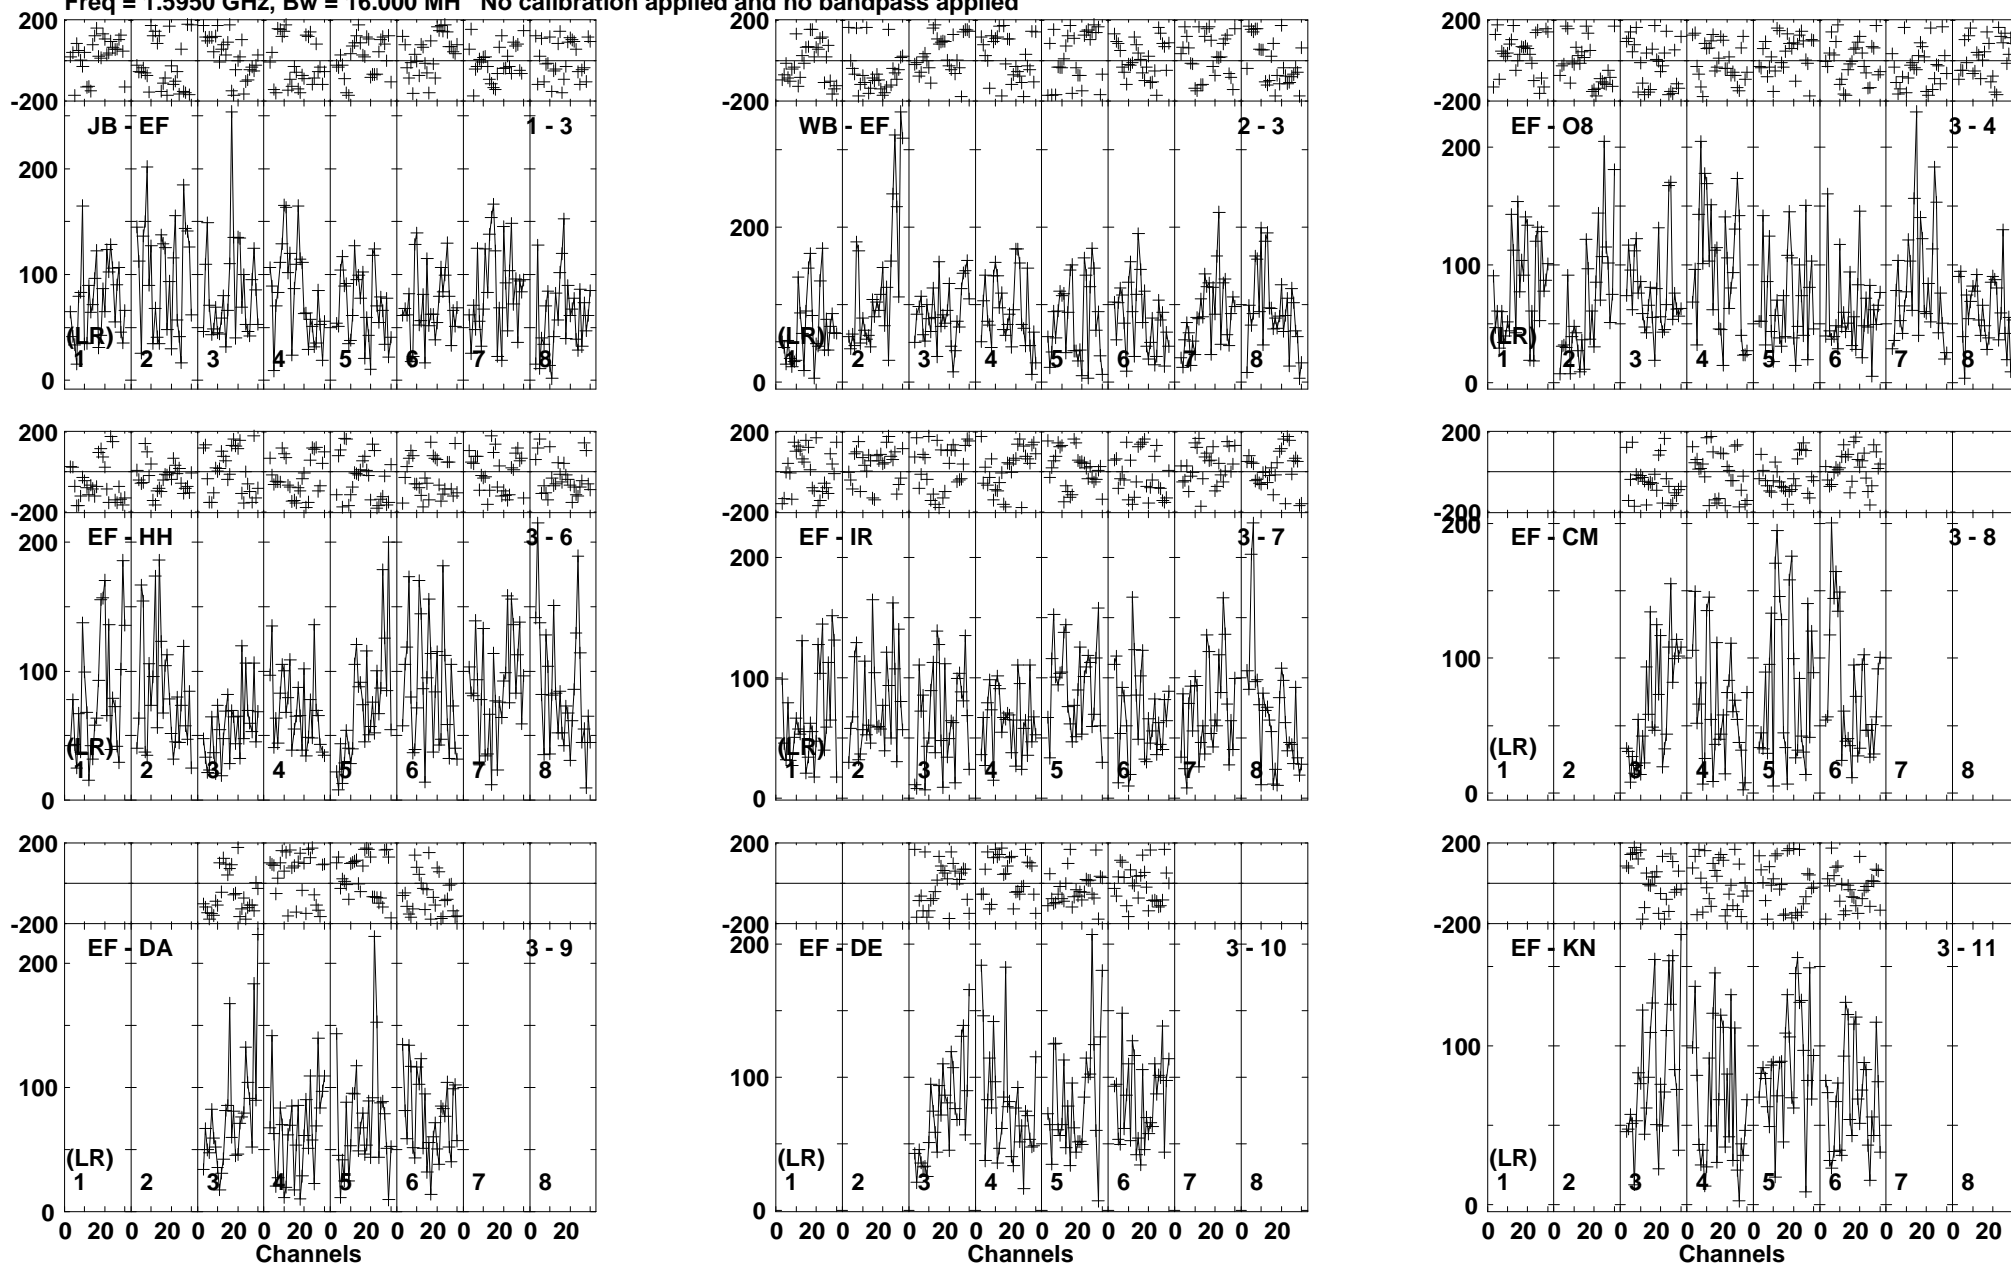 Freq = 1.5950 GHz, Bw = 16.000 MH No calibration applied and no bandpass applied
200 200 200
-200 -200 -200
JB - EF 1 - 3 WB - EF 2 - 3 EF - O8 3 - 4
200 200 200
100 100
(LR) (LR) (LR)
1 2 3 4 5 6 7 8 1 2 3 4 5 6 7 8 1 2 3 4 5 6 7 8
0 0 0
200 200 200
-200 -200 -200
EF - HH 3 - 6 EF - IR 3 - 7 EF - CM 3 - 8
200 200 200
100 100 100
(LR) (LR) (LR)
1 2 3 4 5 6 7 8 1 2 3 4 5 6 7 8 1 2 3 4 5 6 7 8
0 0 0
200 200 200
-200 -200 -200
EF - DA 3 - 9 EF - DE 3 - 10 EF - KN 3 - 11
200 200
100 100 100
(LR) (LR) (LR)
1 2 3 4 5 6 7 8 1 2 3 4 5 6 7 8 1 2 3 4 5 6 7 8
0 0 0
0 20 0 20 0 20 0 20 0 20 0 20 0 20 0 20 0 20 0 20 0 20 0 20 0 20 0 20 0 20 0 20 0 20 0 20 0 20 0 20 0 20 0 20 0 20 0 20
Channels Channels Channels